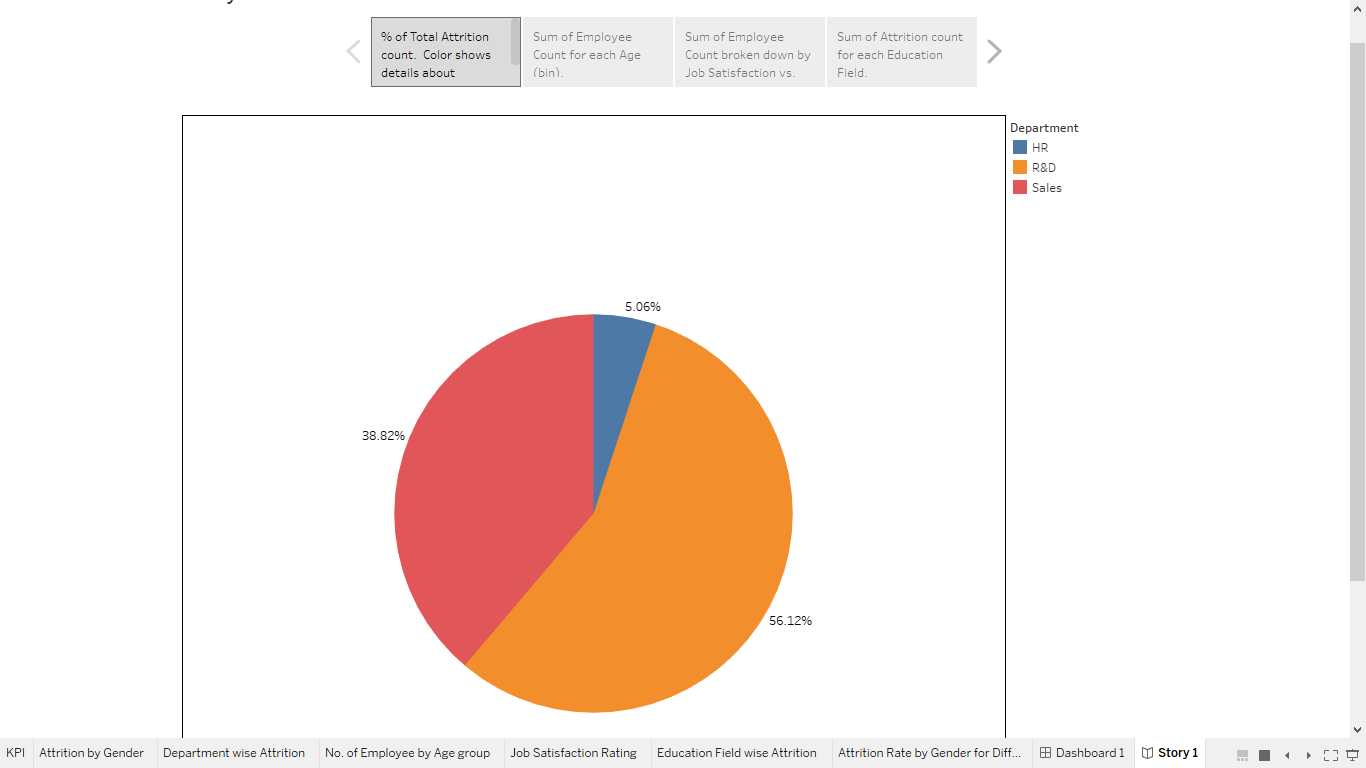 % of Total Attrition
count. Color shows
details about
Sum of Employee
Count for each Age
(bin).
Sum of Employee
Count broken down by
Job Satisfaction vs.
Sum of Attrition count
for each Education
Field.
Department
HR
R&D
Sales
5.06%
38.82%
56.12%
KPI
Attrition by Gender
Department wise Attrition
No. of Employee by Age group
Job Satisfaction Rating
Education Field wise Attrition
Attrition Rate by Gender for Diff...
Dashboard 1
Story 1